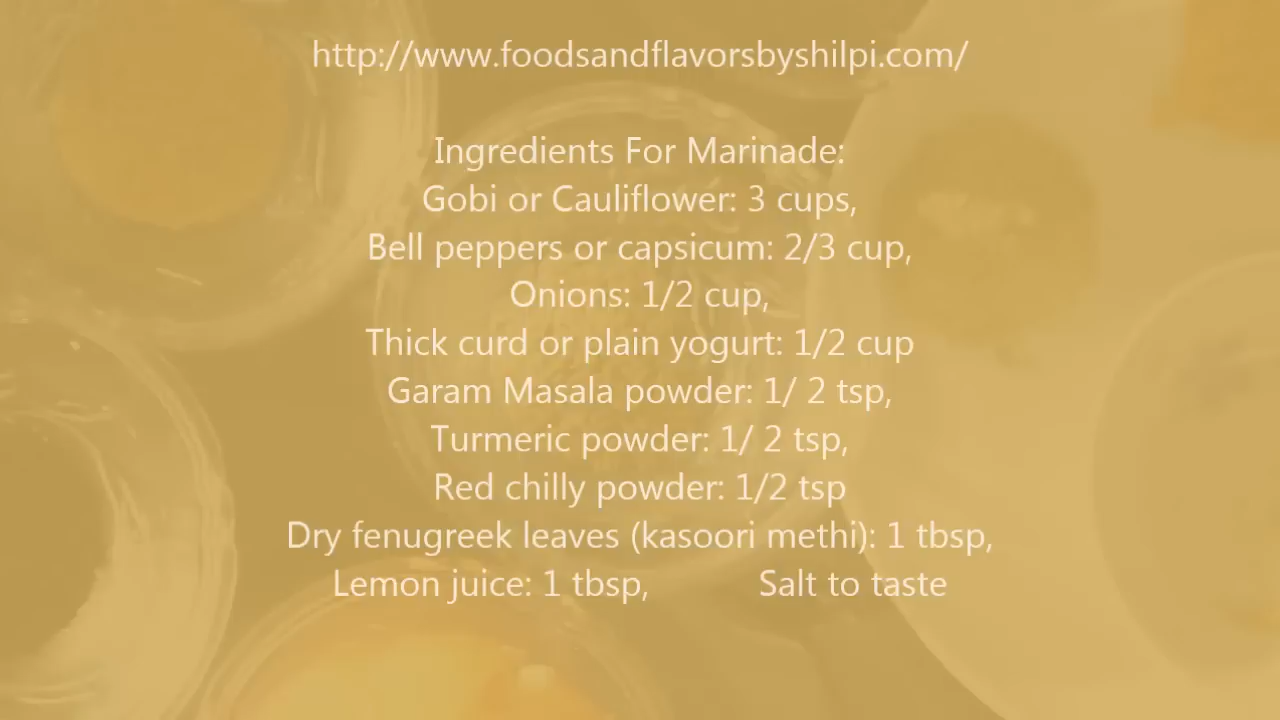 http://www.foodsandflavorsbyshilpi.com/
Ingredients For Marinade:
Gobi or Cauliflower: 3 cups,
Bell peppers or capsicum: 2/3 cup,
Onions: 1/2 cup,
Thick curd or plain yogurt: 1/2 cup
Garam Masala powder: 1/ 2 tsp,
Turmeric powder: 1/ 2 tsp,
Red chilly powder: 1/2 tsp
Dry fenugreek leaves (kasoori methi): 1 tbsp,
Lemon juice: 1 tbsp, Salt to taste